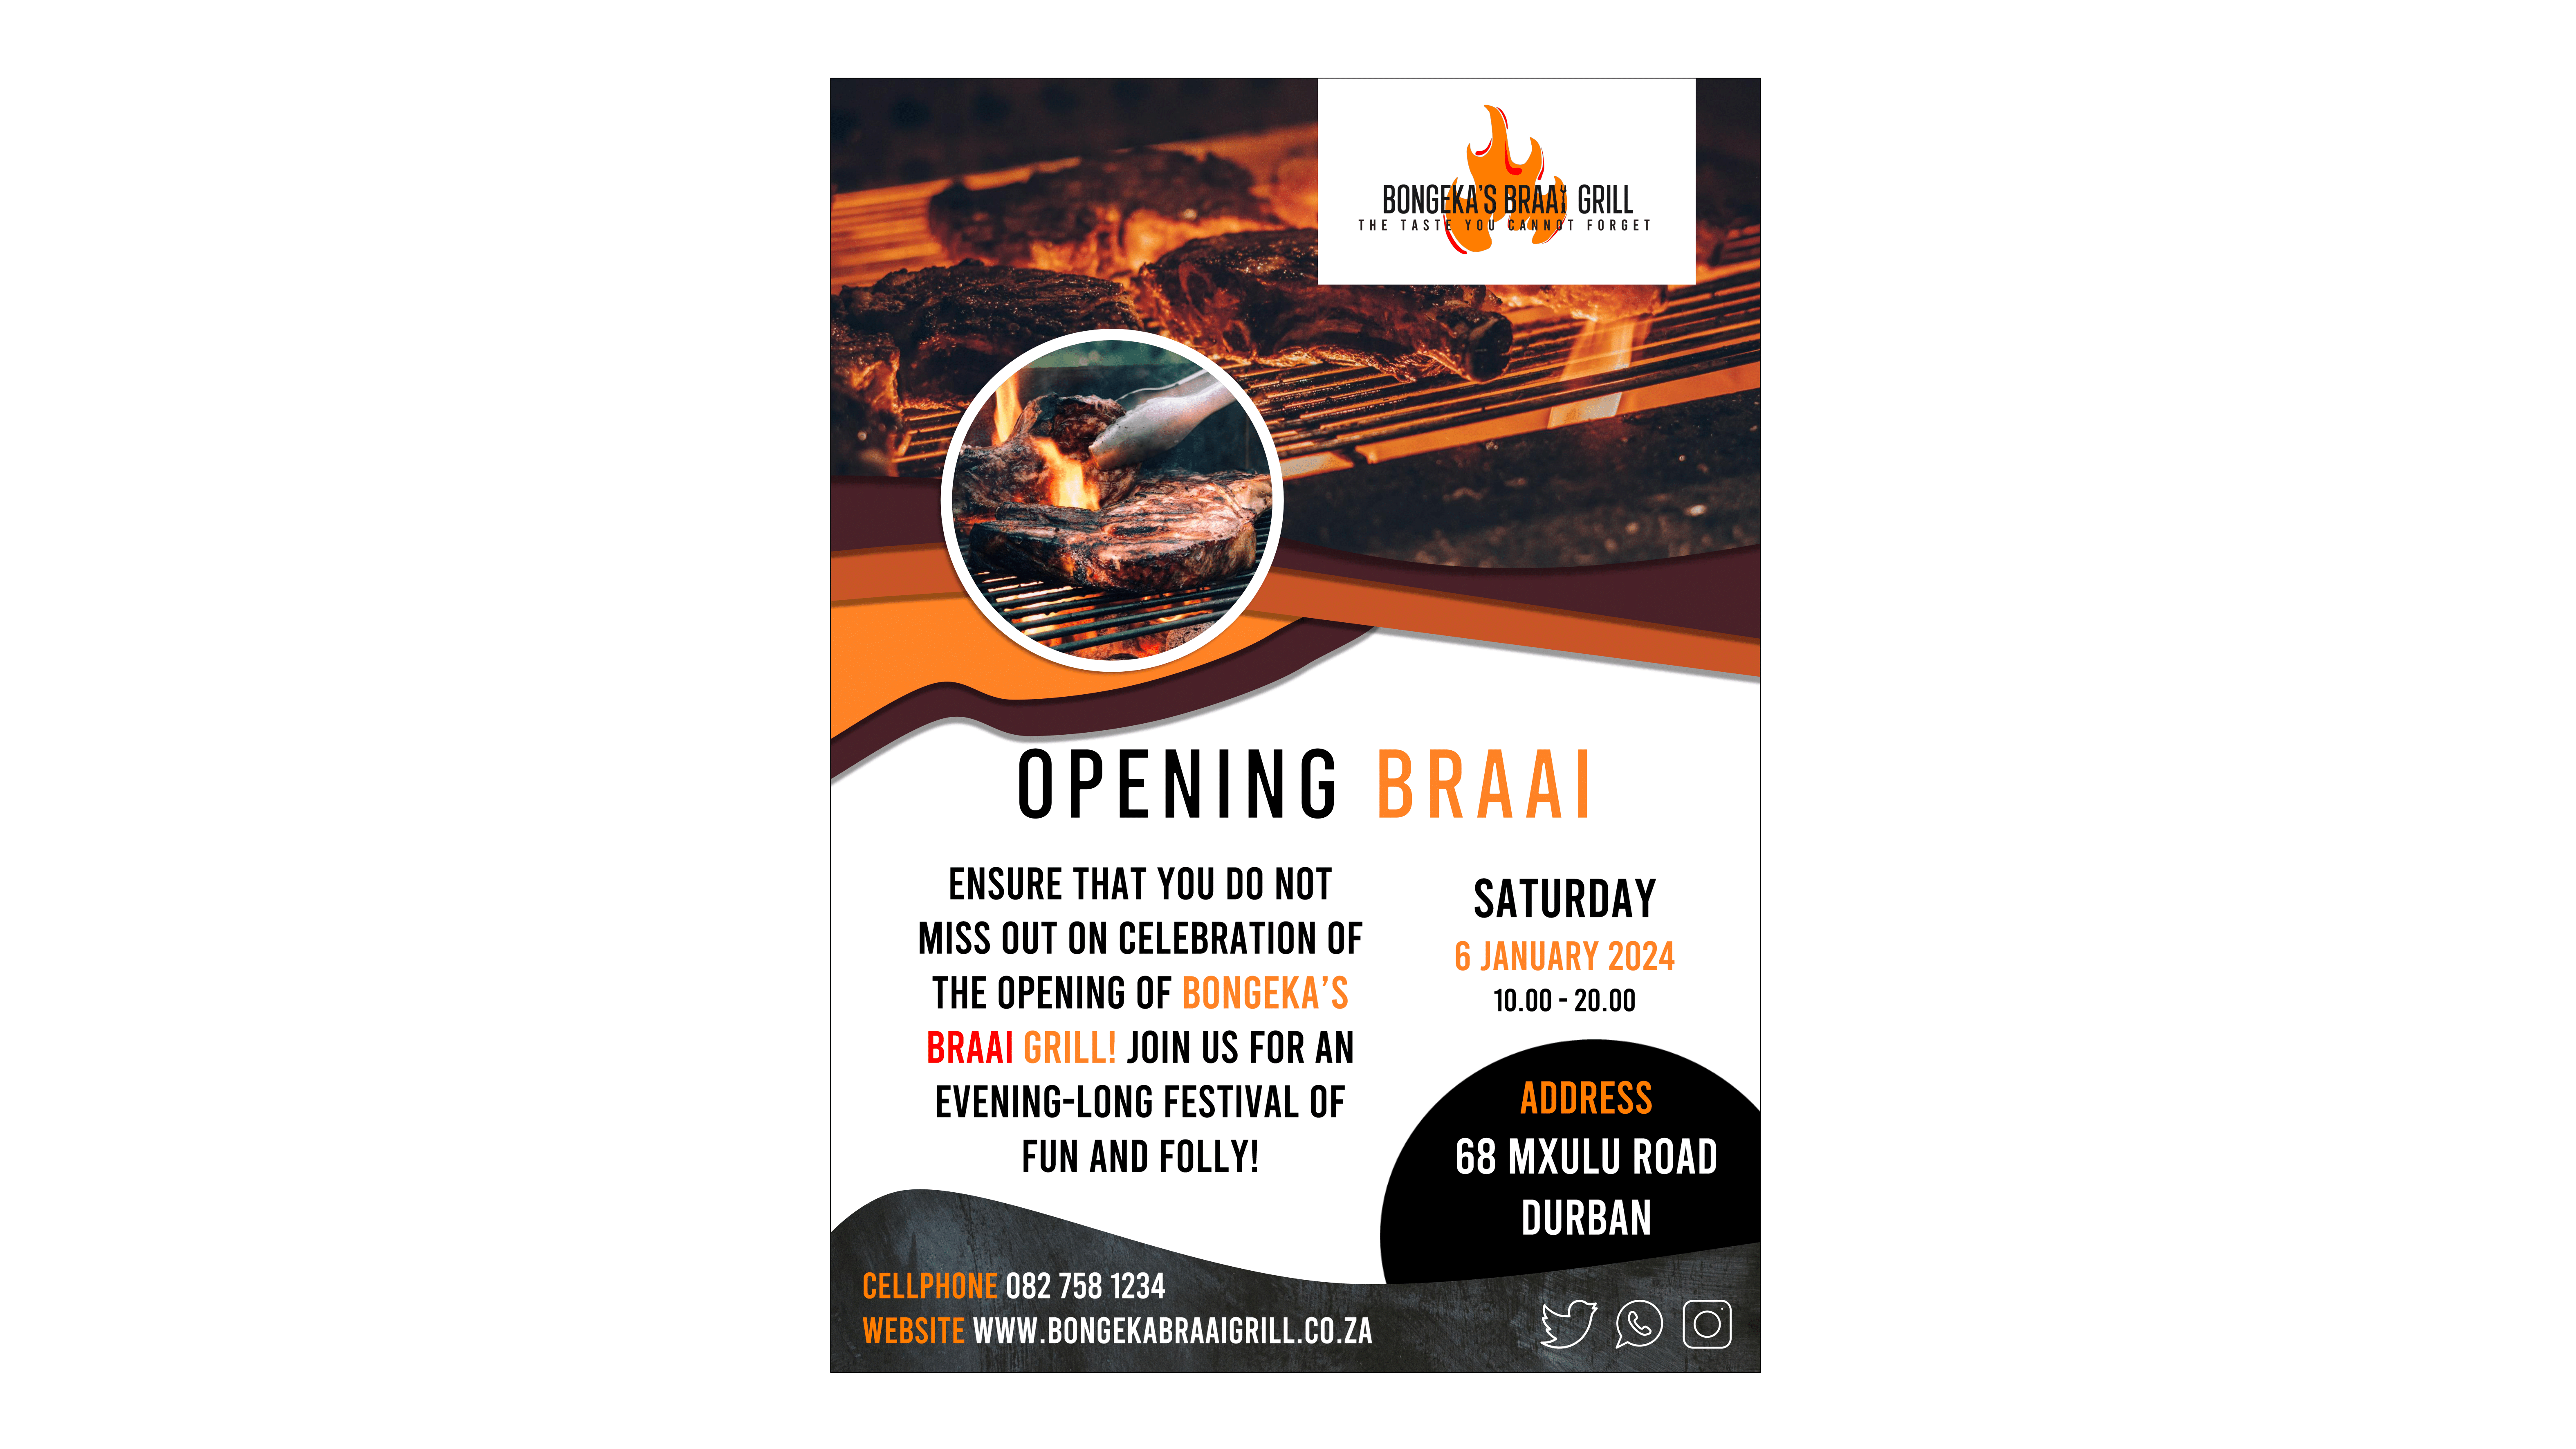 BONGEKA'S BRAAI GRILL
THE TASTE YOU CANNOT FORGET
OPENING BRAAI
ENSURE THAT YOU DO NOT
MISS OUT ON CELEBRATION OF
THE OPENING OF BONGEKA'S
BRAAI GRILL! JOIN US FOR AN
EVENING-LONG FESTIVAL OF
FUN AND FOLLY!
SATURDAY
6 JANUARY 2024
10.00 - 20.00
ADDRESS
68 MXULU ROAD
DURBAN
CELLPHONE 082 758 1234
WEBSITE WWW.BONGEKABRAAIGRILL.CO.ZA